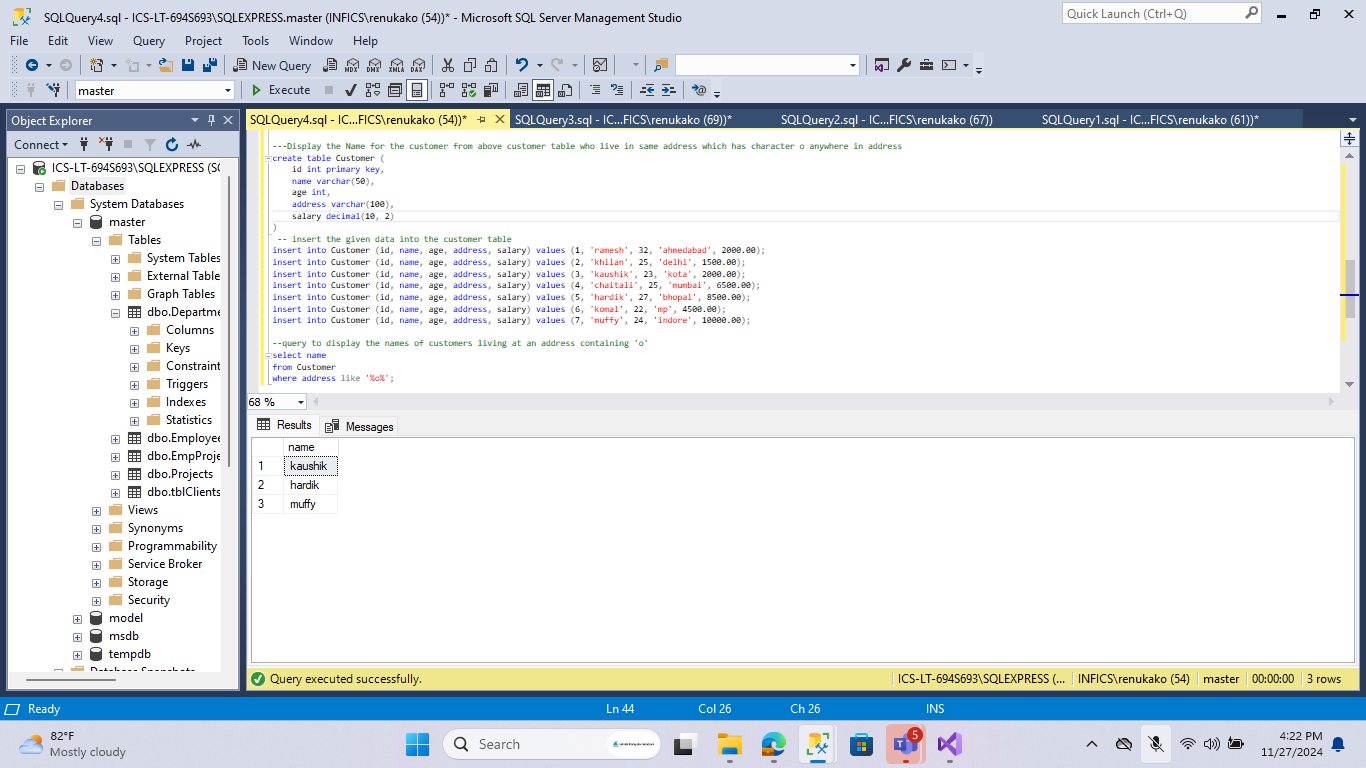 SQLQuery4.sql - ICS-LT-694S693\SQLEXPRESS.master (INFICS\renukako (54))* - Microsoft SQL Server Management Studio
Quick Launch (Ctrl+Q)
File Edit View Query Project Tools Window Help
New Query
MDX DMX XMLA DAX
master
Execute
Object Explorer
Connect
ICS-LT-694S693\SQLEXPRESS (SC
Databases
System Databases
master
Tables
System Tables
External Table
Graph Tables
dbo.Departme
Columns
Keys
Constraint
Triggers
Indexes
Statistics
dbo.Employee
dbo.EmpProje
dbo.Projects
dbo.tblClients
Views
Synonyms
Programmability
Service Broker
Storage
Security
model
msdb
tempdb
Database Snapshots
SQLQuery4.sql - IC...FICS\renukako (54))*
SQLQuery3.sql - IC...FICS\renukako (69))*
SQLQuery2.sql - IC...FICS\renukako (67))
SQLQuery1.sql - IC...FICS\renukako (61))*
---Display the Name for the customer from above customer table who live in same address which has character o anywhere in address
create table Customer (
id int primary key,
name varchar(50),
age int,
address varchar(100),
salary decimal(10, 2)
)
-- insert the given data into the customer table
insert into Customer (id, name, age, address, salary) values (1, 'ramesh', 32, 'ahmedabad', 2000.00);
insert into Customer (id, name, age, address, salary) values (2, 'khilan', 25, 'delhi', 1500.00);
insert into Customer (id, name, age, address, salary) values (3, 'kaushik', 23, 'kota', 2000.00);
insert into Customer (id, name, age, address, salary) values (4, 'chaitali', 25, 'mumbai', 6500.00);
insert into Customer (id, name, age, address, salary) values (5, 'hardik', 27, 'bhopal', 8500.00);
insert into Customer (id, name, age, address, salary) values (6, 'komal', 22, 'mp', 4500.00);
insert into Customer (id, name, age, address, salary) values (7, 'muffy', 24, 'indore', 10000.00);
--query to display the names of customers living at an address containing 'o'
select name
from Customer
where address like '%o%';
68 %
Results Messages
name
1 kaushik
2 hardik
3 muffy
Query executed successfully.
ICS-LT-694S693\SQLEXPRESS (... INFICS\renukako (54) master 00:00:00 3 rows
Ready Ln 44 Col 26 Ch 26 INS
82°F
Mostly cloudy
Search
5
4:22 PM
11/27/2024